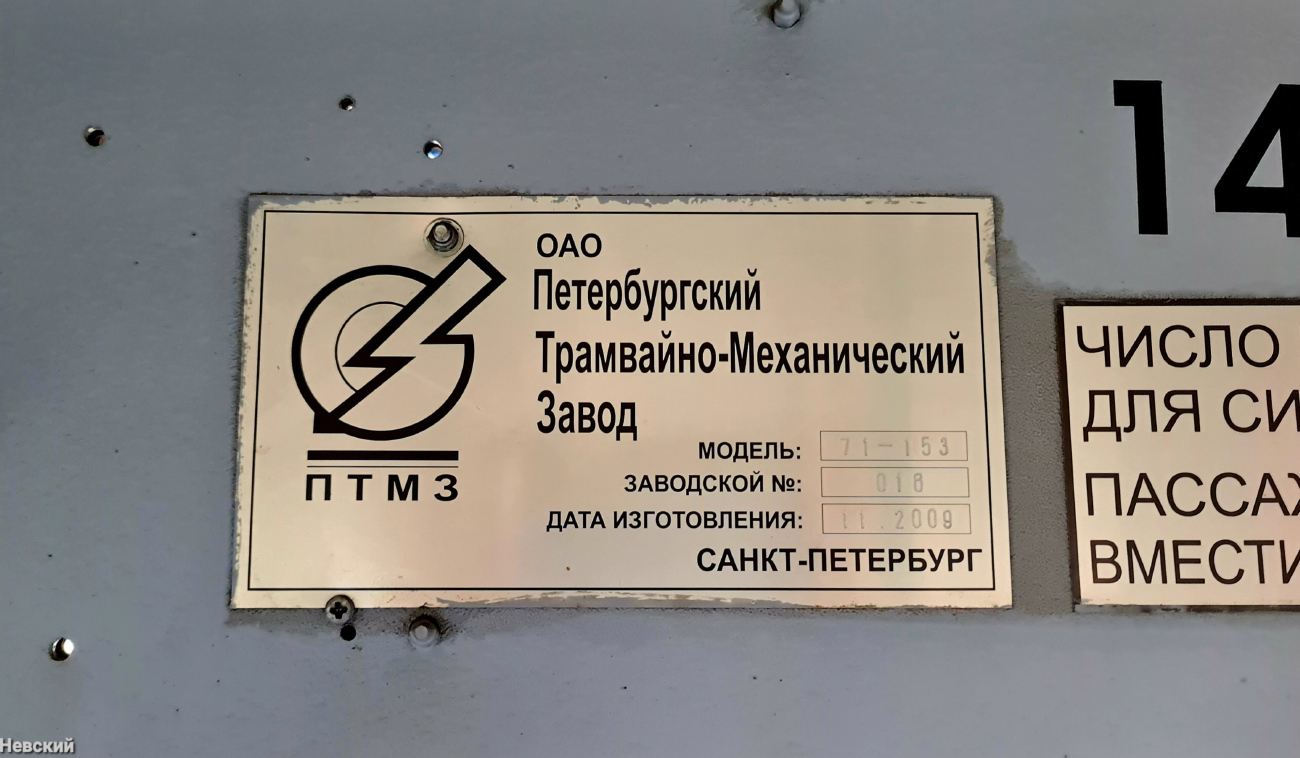 14
ОАО
Петербургский
Трамвайно-Механический
Завод
ПТМЗ
МОДЕЛЬ: 71-153
ЗАВОДСКОЙ №: 018
ДАТА ИЗГОТОВЛЕНИЯ: 11.2009
САНКТ-ПЕТЕРБУРГ
ЧИСЛО
ДЛЯ СИ
ПАССАЖ
ВМЕСТИ
Невский